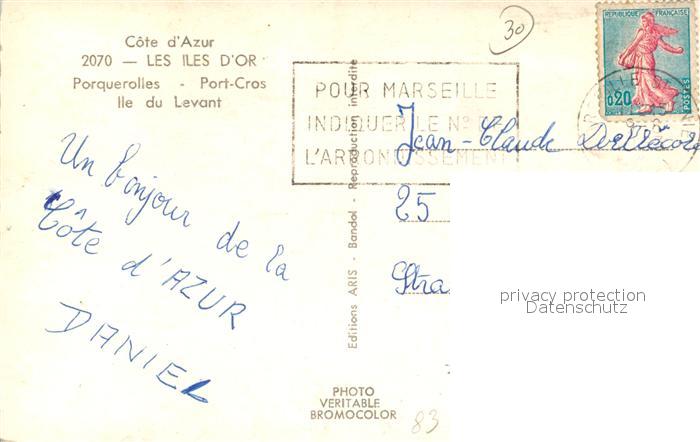 Côte d'Azur
2070 — LES ILES D'OR
Porquerolles - Port-Cros
Ile du Levant
30
RÉPUBLIQUE FRANÇAISE
0,20
POSTES
POUR MARSEILLE
INDIQUER LE N°
L'ARRONDISSEMENT
Un bonjour de la
Côte d'AZUR
DANIEL
Editions ARIS - Bandol - Reproduction interdite
Jean-Claude
25
Stra
privacy protection
Datenschutz
PHOTO
VERITABLE
BROMOCOLOR
83